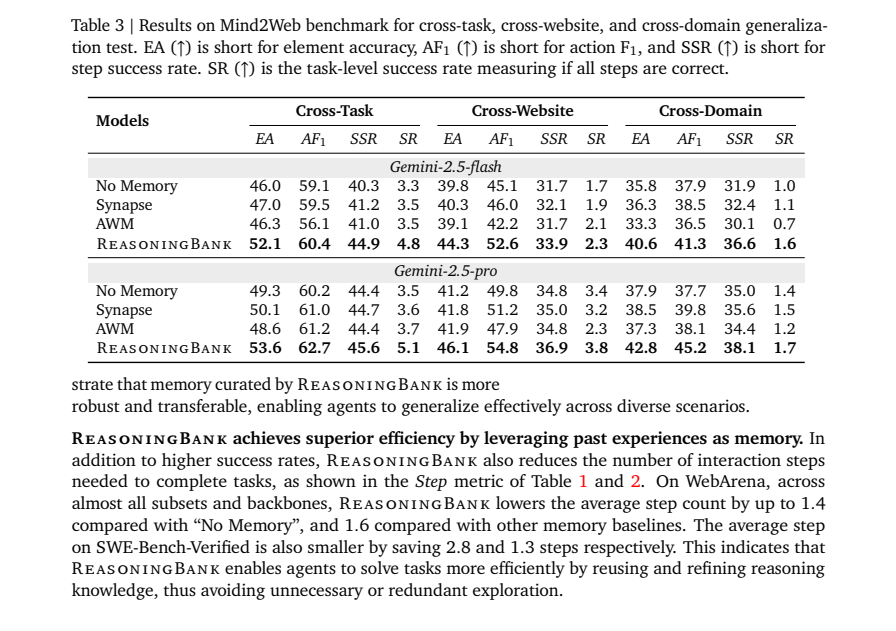 Table 3 | Results on Mind2Web benchmark for cross-task, cross-website, and cross-domain generaliza-
tion test. EA (↑) is short for element accuracy, AF₁ (↑) is short for action F₁, and SSR (↑) is short for
step success rate. SR (↑) is the task-level success rate measuring if all steps are correct.
Models Cross-Task Cross-Website Cross-Domain
EA AF₁ SSR SR EA AF₁ SSR SR EA AF₁ SSR SR
Gemini-2.5-flash
No Memory 46.0 59.1 40.3 3.3 39.8 45.1 31.7 1.7 35.8 37.9 31.9 1.0
Synapse 47.0 59.5 41.2 3.5 40.3 46.0 32.1 1.9 36.3 38.5 32.4 1.1
AWM 46.3 56.1 41.0 3.5 39.1 42.2 31.7 2.1 33.3 36.5 30.1 0.7
REASONINGBANK 52.1 60.4 44.9 4.8 44.3 52.6 33.9 2.3 40.6 41.3 36.6 1.6
Gemini-2.5-pro
No Memory 49.3 60.2 44.4 3.5 41.2 49.8 34.8 3.4 37.9 37.7 35.0 1.4
Synapse 50.1 61.0 44.7 3.6 41.8 51.2 35.0 3.2 38.5 39.8 35.6 1.5
AWM 48.6 61.2 44.4 3.7 41.9 47.9 34.8 2.3 37.3 38.1 34.4 1.2
REASONINGBANK 53.6 62.7 45.6 5.1 46.1 54.8 36.9 3.8 42.8 45.2 38.1 1.7
strate that memory curated by REASONINGBANK is more
robust and transferable, enabling agents to generalize effectively across diverse scenarios.
REASONINGBANK achieves superior efficiency by leveraging past experiences as memory. In
addition to higher success rates, REASONINGBANK also reduces the number of interaction steps
needed to complete tasks, as shown in the Step metric of Table 1 and 2. On WebArena, across
almost all subsets and backbones, REASONINGBANK lowers the average step count by up to 1.4
compared with “No Memory”, and 1.6 compared with other memory baselines. The average step
on SWE-Bench-Verified is also smaller by saving 2.8 and 1.3 steps respectively. This indicates that
REASONINGBANK enables agents to solve tasks more efficiently by reusing and refining reasoning
knowledge, thus avoiding unnecessary or redundant exploration.